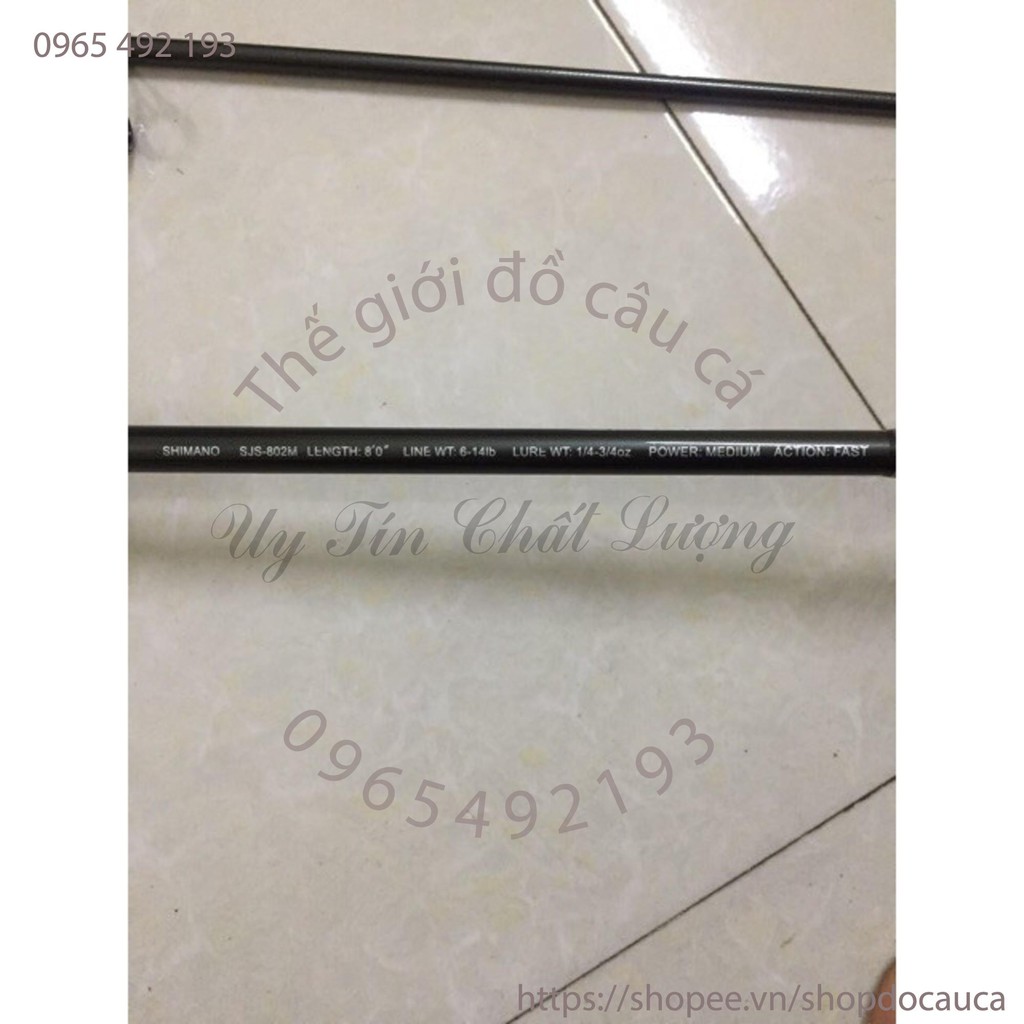 0965 492 193
Thế giới đồ câu cá
SHIMANO SJS-802M LENGTH: 8'0" LINE WT: 6-14lb LURE WT: 1/4-3/4oz POWER: MEDIUM ACTION: FAST
Uy Tín Chất Lượng
0965492193
https://shopee.vn/shopdocauca